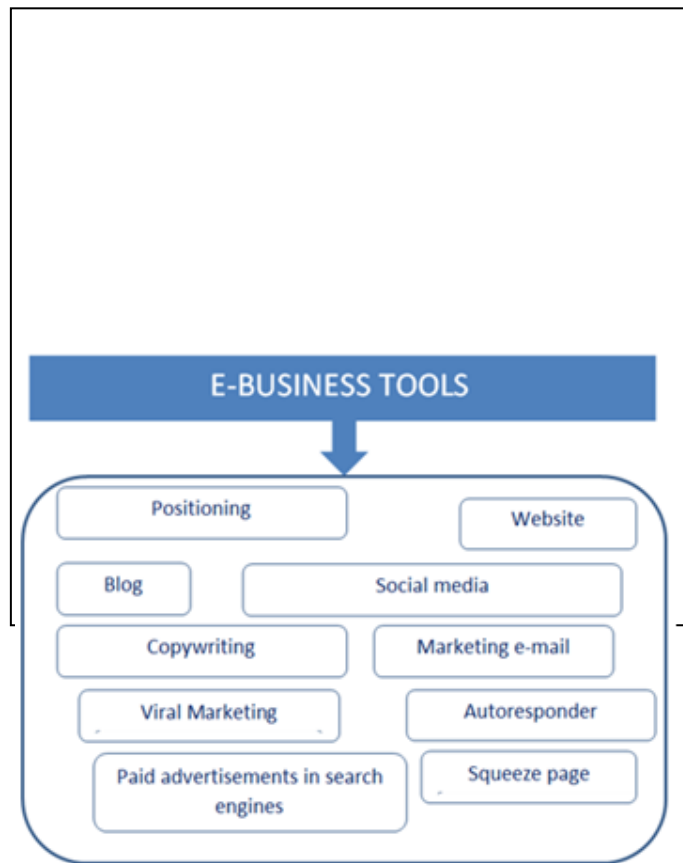 E-BUSINESS TOOLS
Positioning
Website
Blog
Social media
Copywriting
Marketing e-mail
Viral Marketing
Autoresponder
Paid advertisements in search
engines
Squeeze page